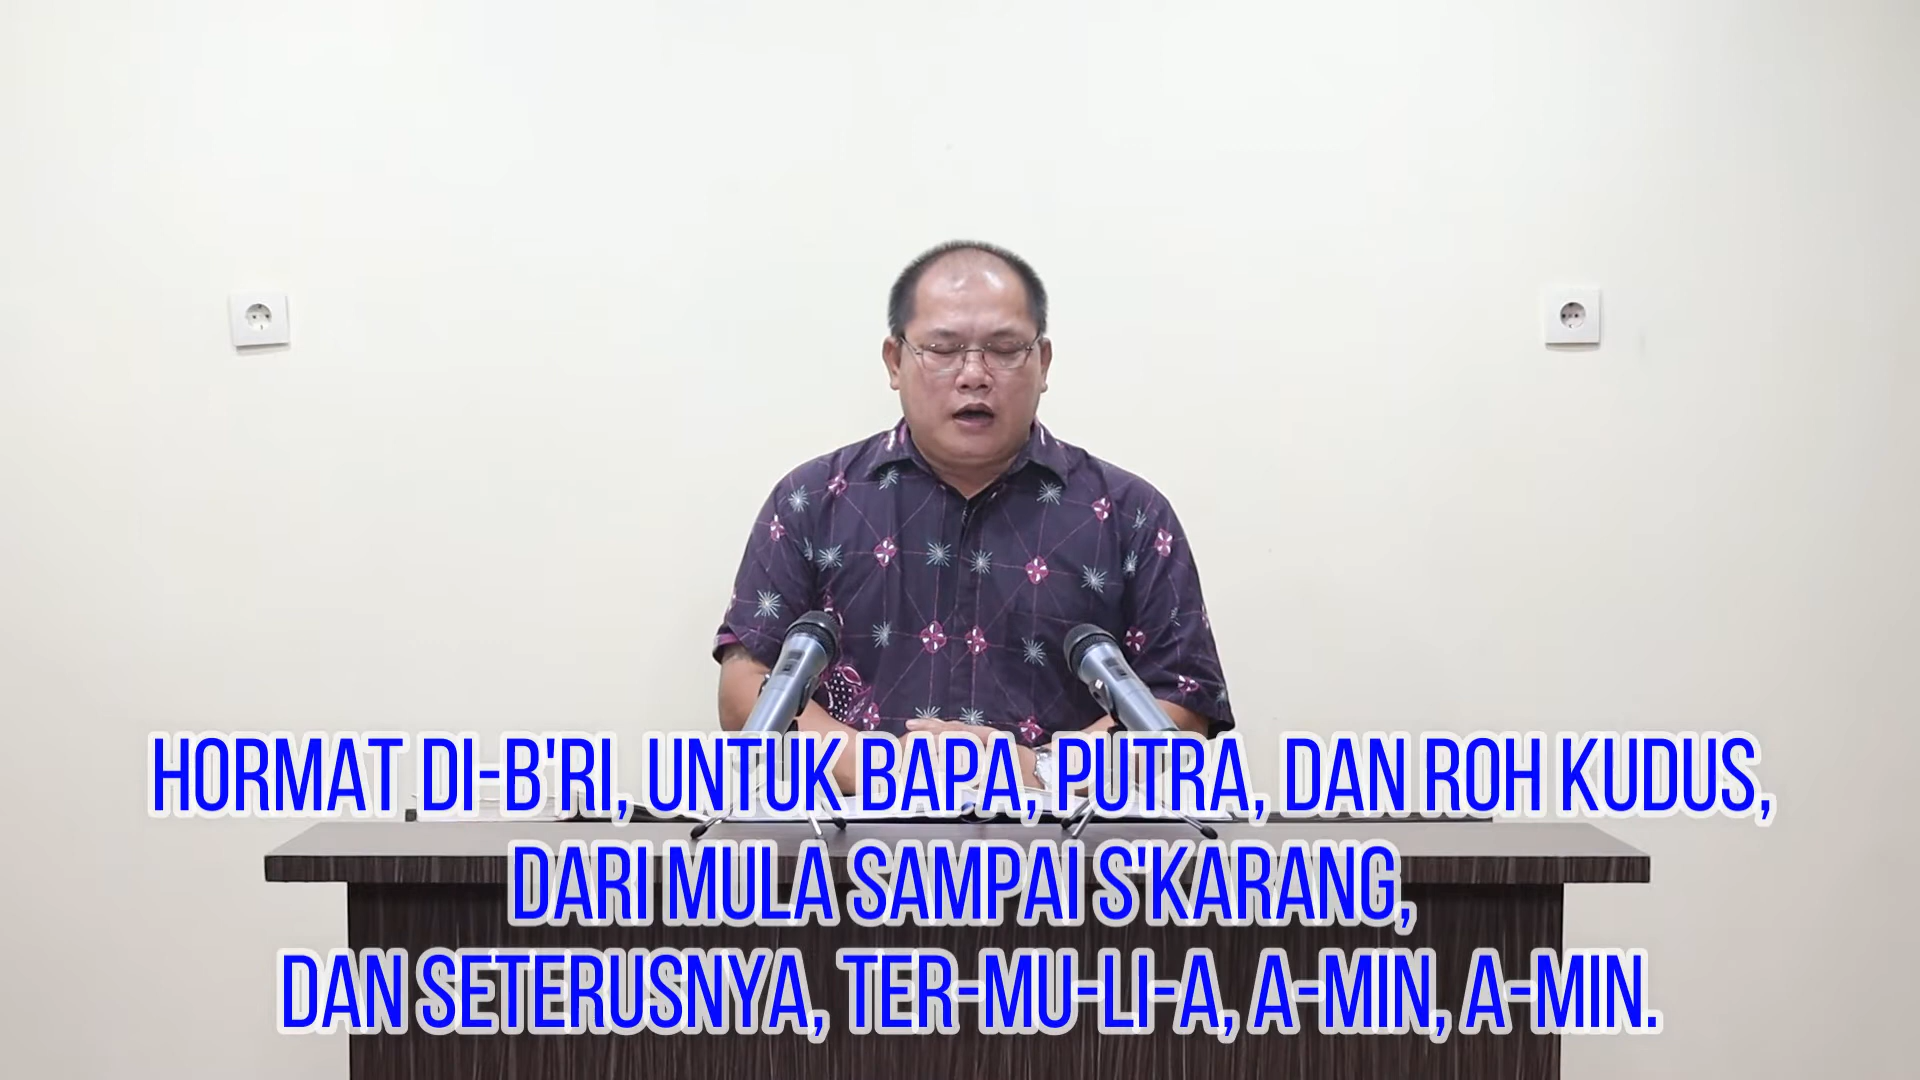 HORMAT DI-B'RI, UNTUK BAPA, PUTRA, DAN ROH KUDUS,
DARI MULA SAMPAI S'KARANG,
DAN SETERUSNYA, TER-MU-LI-A, A-MIN, A-MIN.